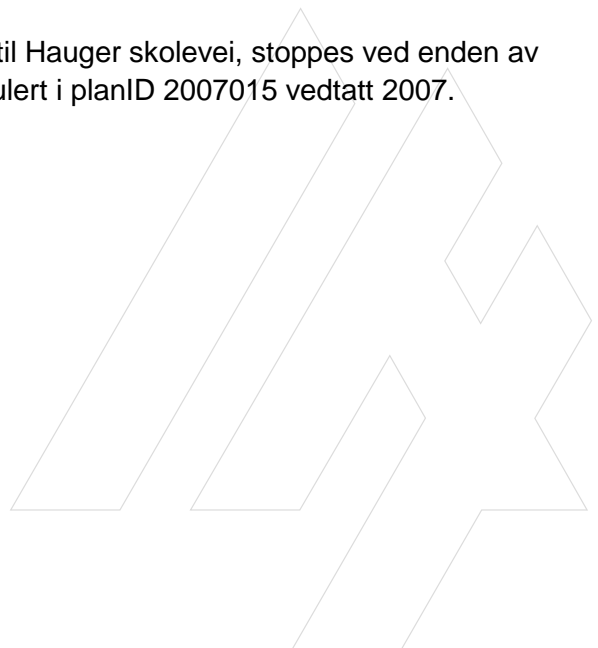 til Hauger skolevei, stoppes ved enden av
ulert i planID 2007015 vedtatt 2007.